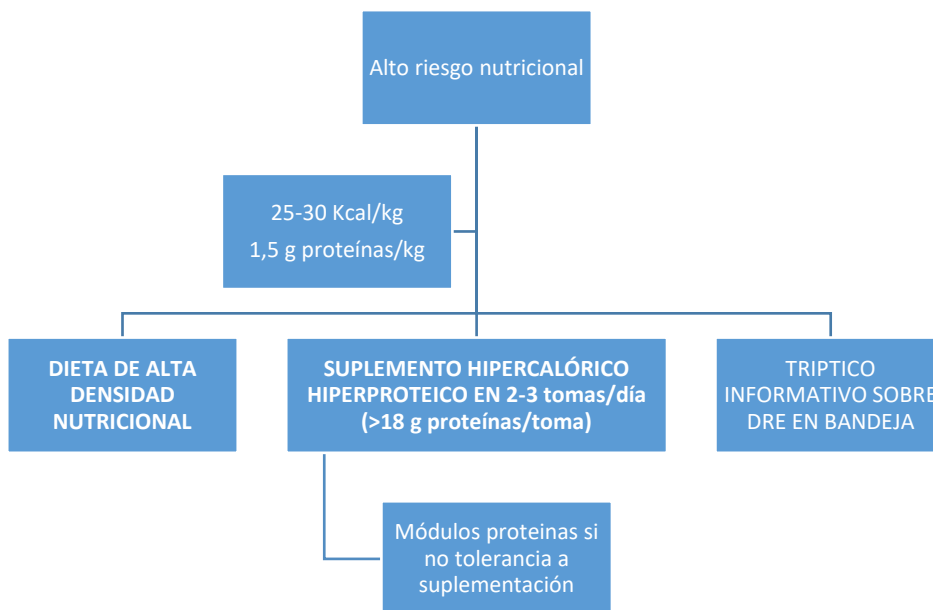 Alto riesgo nutricional
25-30 Kcal/kg
1,5 g proteínas/kg
DIETA DE ALTA
DENSIDAD
NUTRICIONAL
SUPLEMENTO HIPERCALÓRICO
HIPERPROTEICO EN 2-3 tomas/día
(>18 g proteínas/toma)
TRIPTICO
INFORMATIVO SOBRE
DRE EN BANDEJA
Módulos proteinas si
no tolerancia a
suplementación